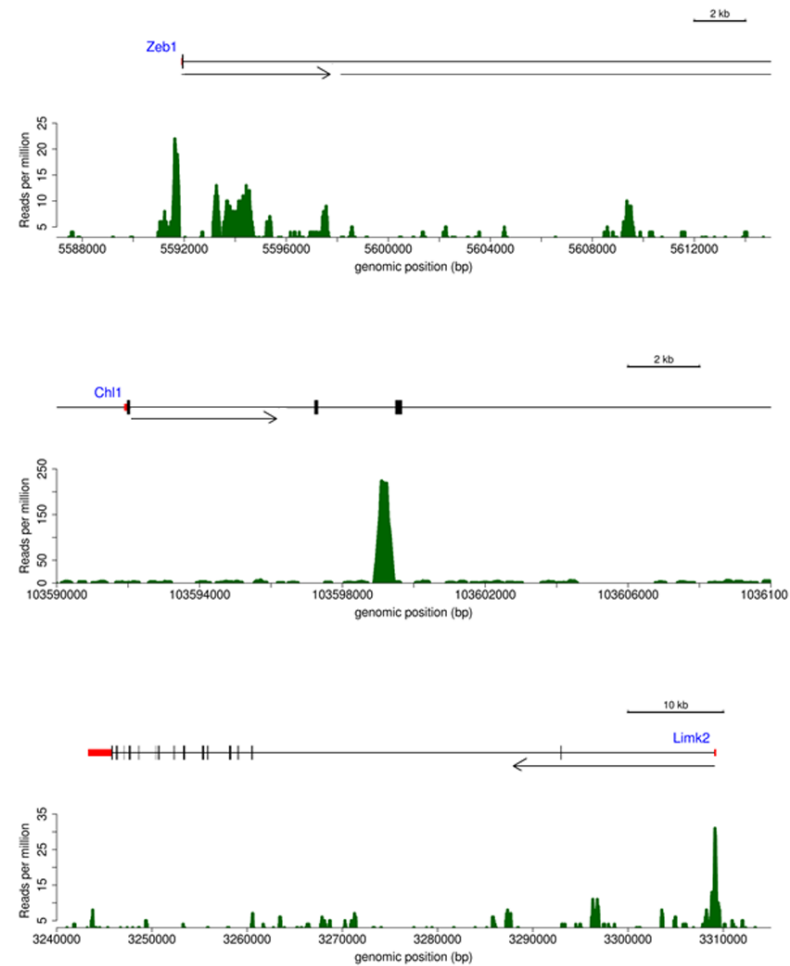 2 kb
Zeb1
Reads per million
25
20
15
10
5
5588000 5592000 5596000 5600000 5604000 5608000 5612000
genomic position (bp)
2 kb
Chl1
Reads per million
250
150
50
0
103590000 103594000 103598000 103602000 103606000 1036100
genomic position (bp)
10 kb
Limk2
Reads per million
35
25
15
5
3240000 3250000 3260000 3270000 3280000 3290000 3300000 3310000
genomic position (bp)